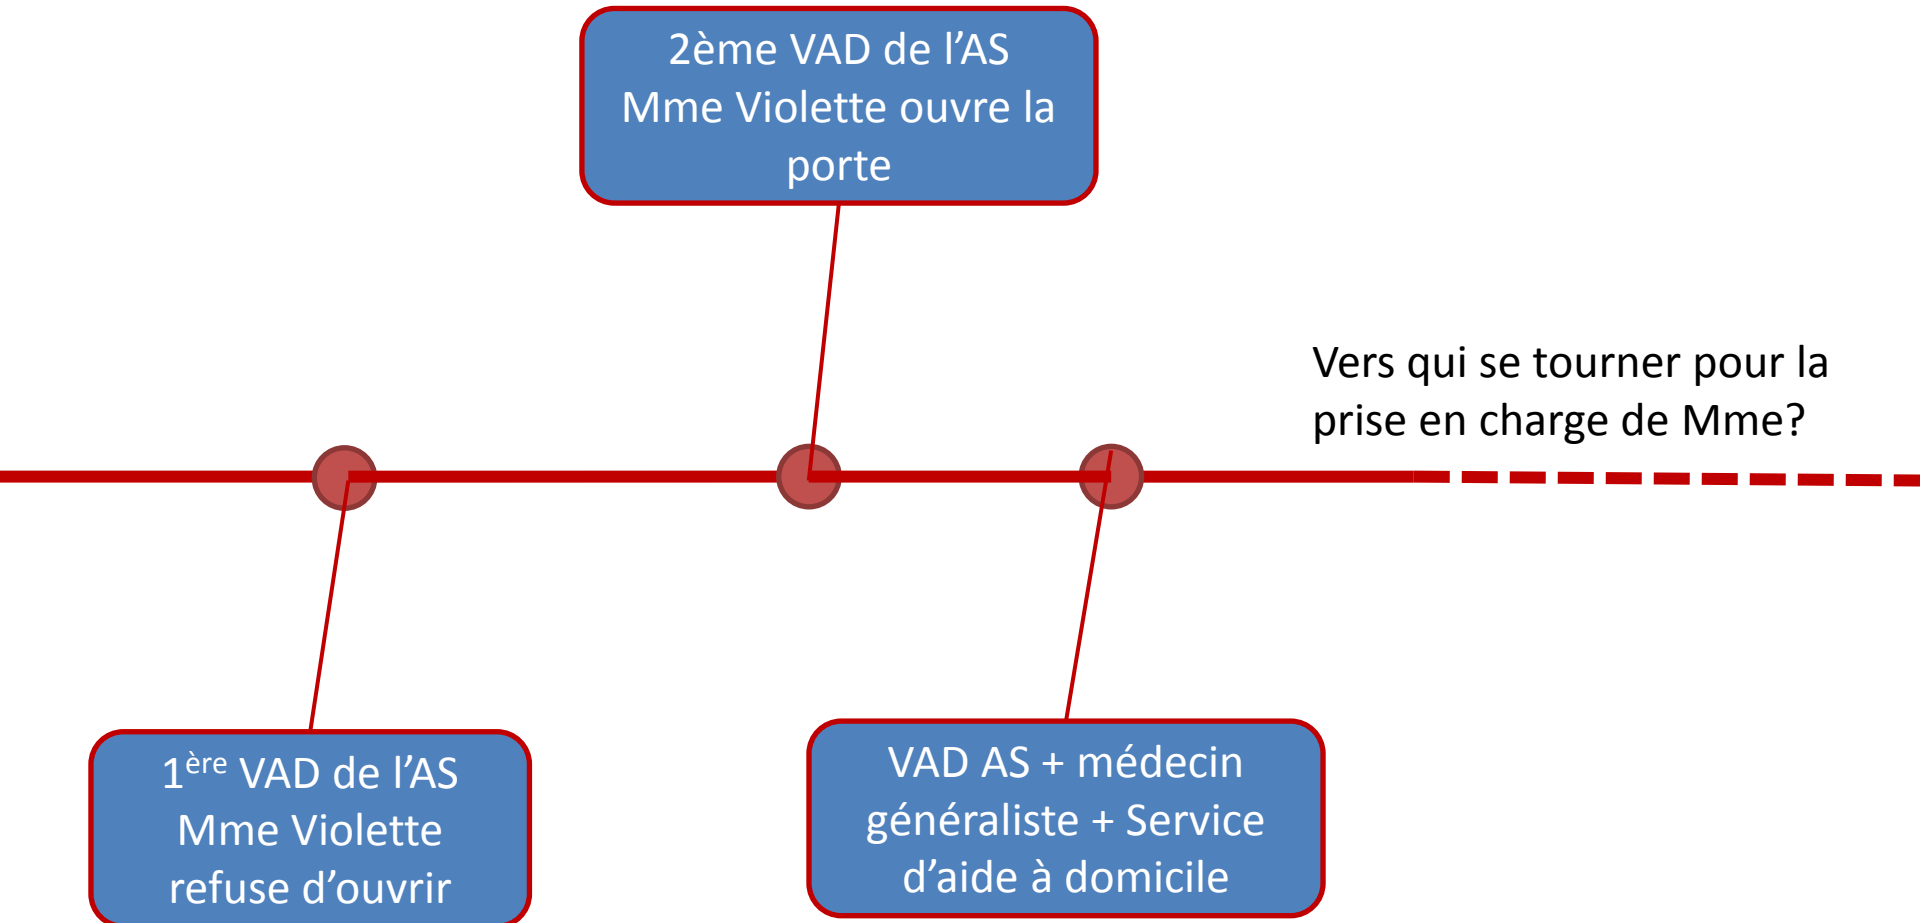 2ème VAD de l’AS
Mme Violette ouvre la
porte
Vers qui se tourner pour la
prise en charge de Mme?
1ère VAD de l’AS
Mme Violette
refuse d’ouvrir
VAD AS + médecin
généraliste + Service
d’aide à domicile